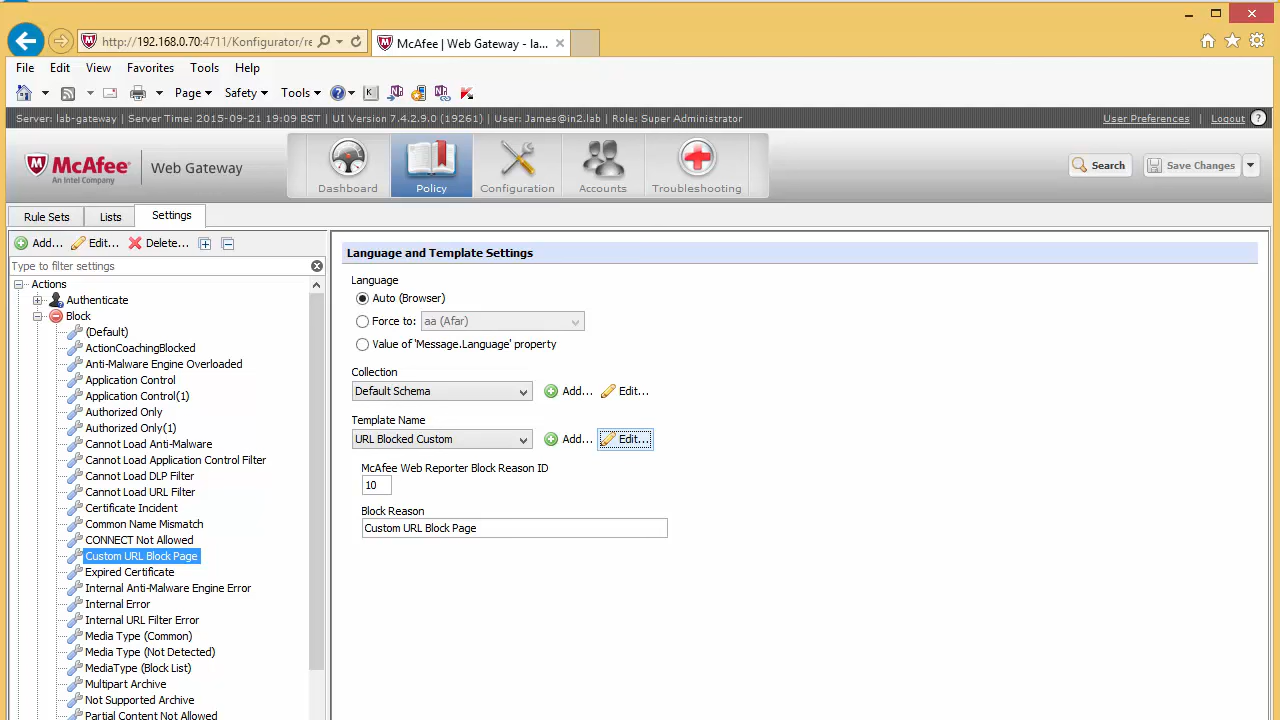 http://192.168.0.70:4711/Konfigurator/re
McAfee | Web Gateway - la...
File Edit View Favorites Tools Help
Page Safety Tools
Server: lab-gateway | Server Time: 2015-09-21 19:09 BST | UI Version 7.4.2.9.0 (19261) | User: James@in2.lab | Role: Super Administrator
User Preferences | Logout ?
McAfee
An Intel Company
Web Gateway
Dashboard
Policy
Configuration
Accounts
Troubleshooting
Search
Save Changes
Rule Sets
Lists
Settings
Add... Edit... Delete...
Type to filter settings
Actions
Authenticate
Block
(Default)
ActionCoachingBlocked
Anti-Malware Engine Overloaded
Application Control
Application Control(1)
Authorized Only
Authorized Only(1)
Cannot Load Anti-Malware
Cannot Load Application Control Filter
Cannot Load DLP Filter
Cannot Load URL Filter
Certificate Incident
Common Name Mismatch
CONNECT Not Allowed
Custom URL Block Page
Expired Certificate
Internal Anti-Malware Engine Error
Internal Error
Internal URL Filter Error
Media Type (Common)
Media Type (Not Detected)
MediaType (Block List)
Multipart Archive
Not Supported Archive
Partial Content Not Allowed
Language and Template Settings
Language
Auto (Browser)
Force to: aa (Afar)
Value of 'Message.Language' property
Collection
Default Schema Add... Edit...
Template Name
URL Blocked Custom Add... Edit...
McAfee Web Reporter Block Reason ID
10
Block Reason
Custom URL Block Page